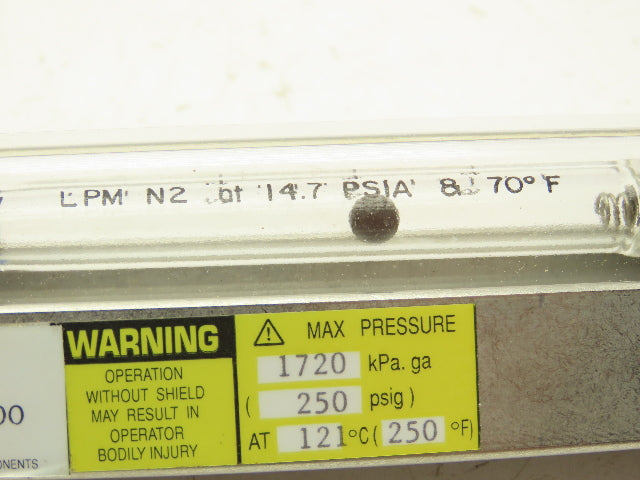 LPM N2 at 14.7 PSIA & 70°F
WARNING
OPERATION
WITHOUT SHIELD
MAY RESULT IN
OPERATOR
BODILY INJURY
MAX PRESSURE
1720 kPa. ga
( 250 psig )
AT 121°C ( 250 °F)
00
ONENTS